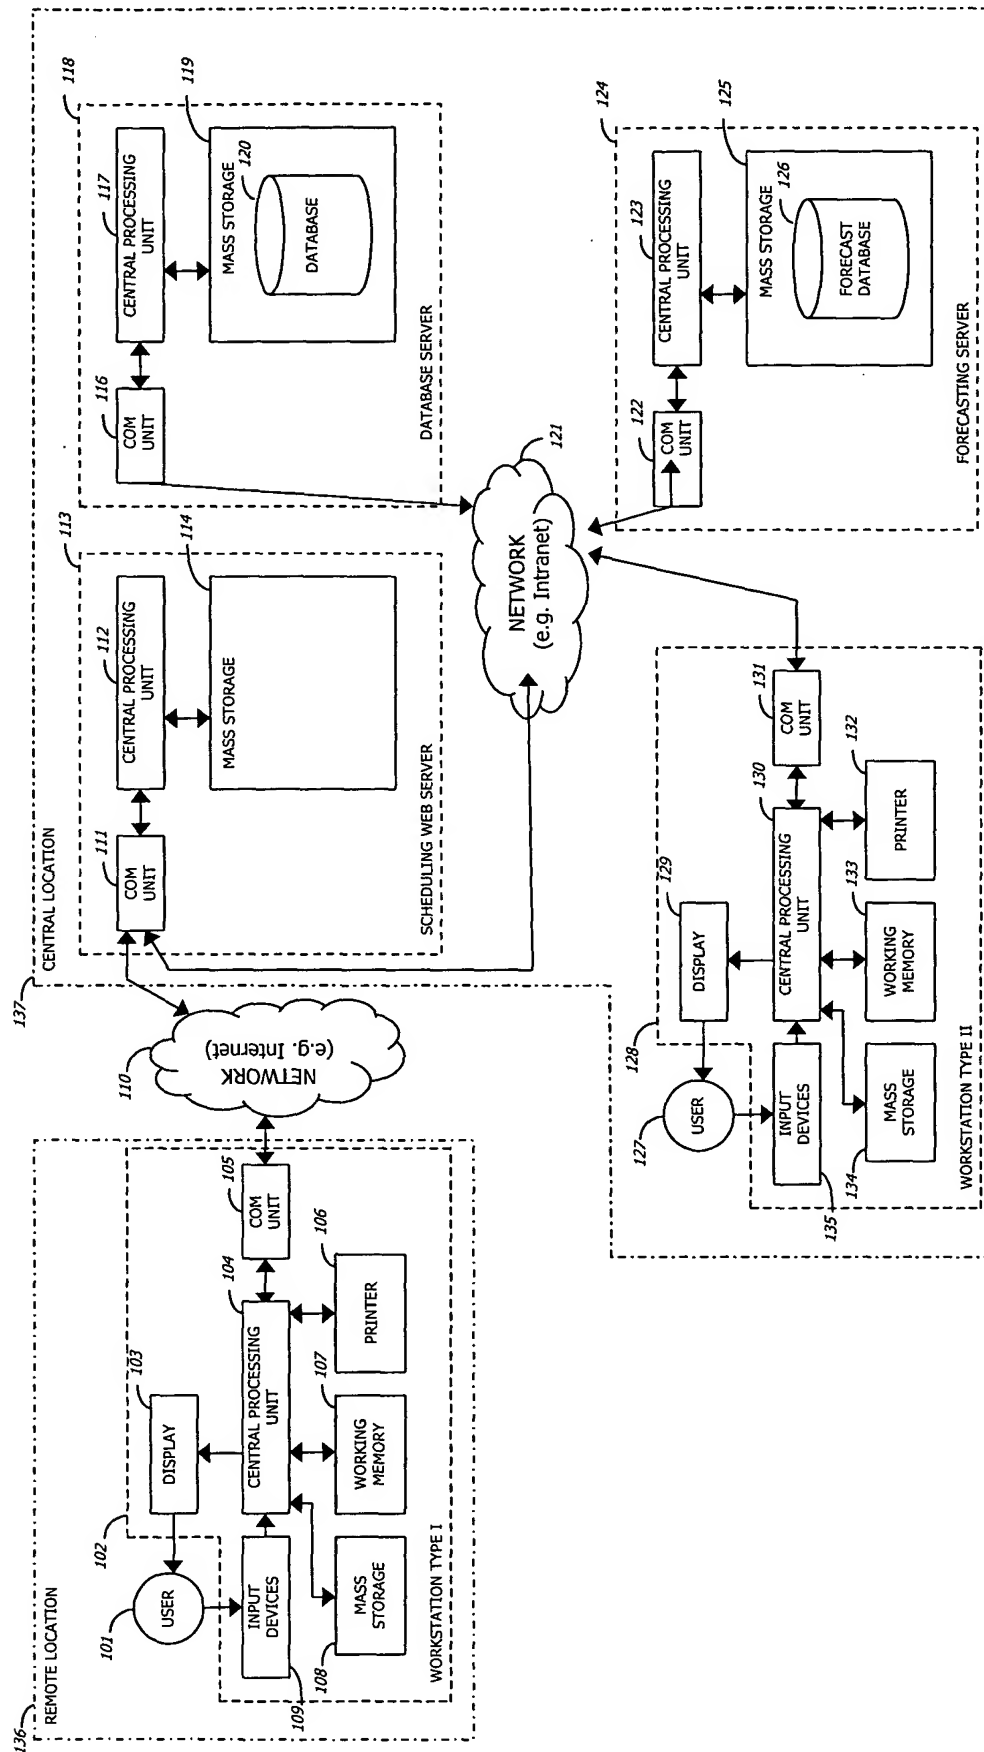 136
REMOTE LOCATION
101
USER
102
DISPLAY
103
INPUT
DEVICES
109
CENTRAL PROCESSING
UNIT
104
COM
UNIT
105
MASS
STORAGE
108
WORKING
MEMORY
107
PRINTER
106
WORKSTATION TYPE I
110
NETWORK
(e.g. Internet)
137
CENTRAL LOCATION
COM
UNIT
111
CENTRAL PROCESSING
UNIT
112
113
MASS STORAGE
114
SCHEDULING WEB SERVER
COM
UNIT
116
CENTRAL PROCESSING
UNIT
117
118
MASS STORAGE
119
DATABASE
120
DATABASE SERVER
NETWORK
(e.g. Intranet)
121
COM
UNIT
122
CENTRAL PROCESSING
UNIT
123
124
MASS STORAGE
125
FORECAST
DATABASE
126
FORECASTING SERVER
127
USER
128
DISPLAY
129
INPUT
DEVICES
135
CENTRAL PROCESSING
UNIT
130
COM
UNIT
131
MASS
STORAGE
134
WORKING
MEMORY
133
PRINTER
132
WORKSTATION TYPE II